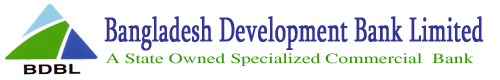 Bangladesh Development Bank Limited
A State Owned Specialized Commercial Bank
BDBL